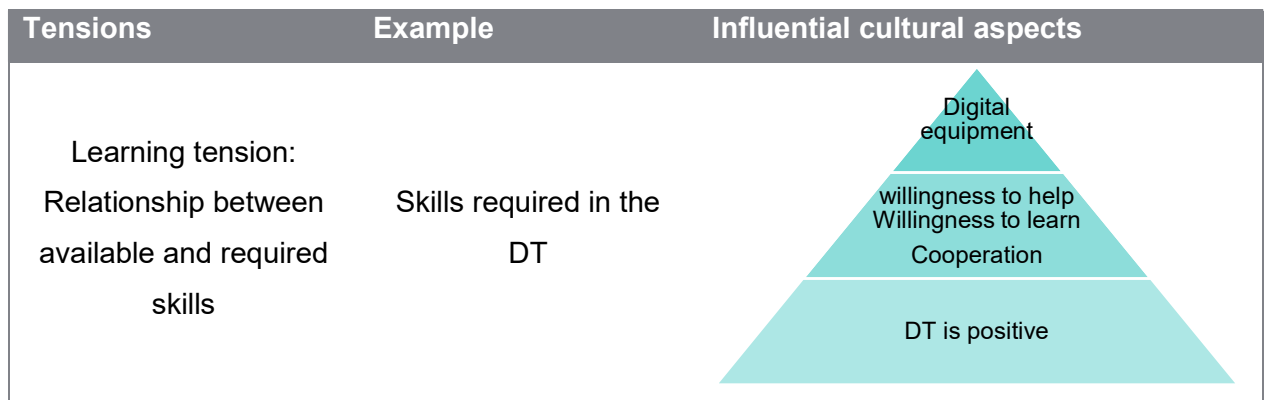 Tensions Example Influential cultural aspects
Learning tension:
Relationship between
available and required
skills
Skills required in the
DT
Digital
equipment
willingness to help
Willingness to learn
Cooperation
DT is positive